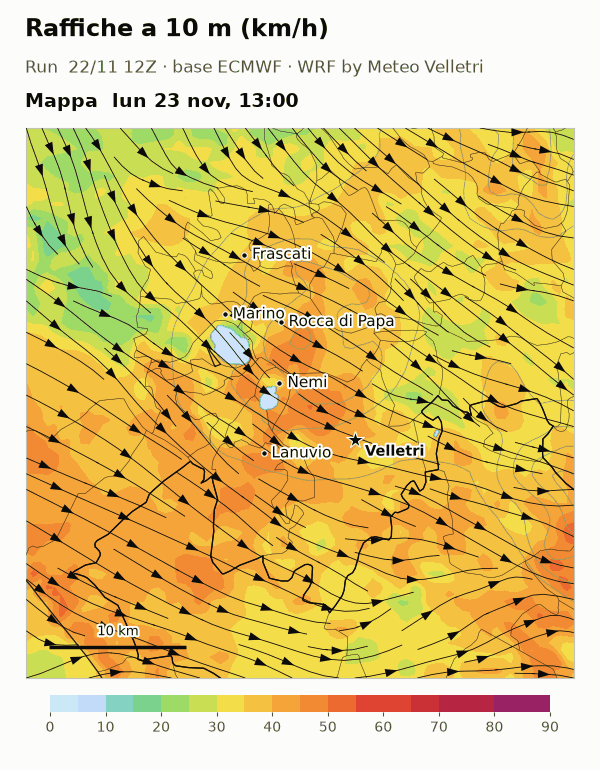 Raffiche a 10 m (km/h)
Run  22/11 12Z · base ECMWF · WRF by Meteo Velletri
Mappa  lun 23 nov, 13:00
Frascati
Marino
Rocca di Papa
Nemi
Velletri
Lanuvio
10 km
0 10 20 30 40 50 60 70 80 90